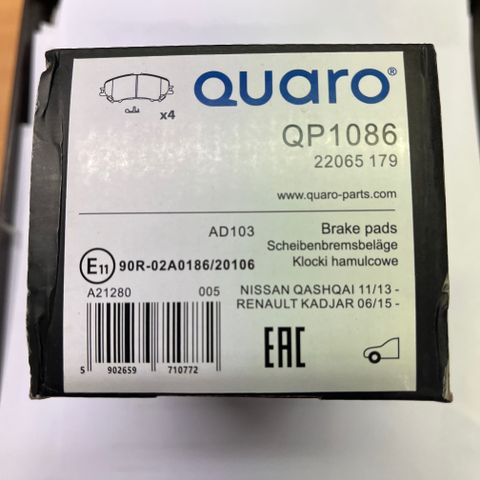 QUARO®
x4
QP1086
22065 179
www.quaro-parts.com
AD103
Brake pads
Scheibenbremsbeläge
Klocki hamulcowe
E11 90R-02A0186/20106
A21280 005
NISSAN QASHQAI 11/13 -
RENAULT KADJAR 06/15 -
5 902659 710772
EAC